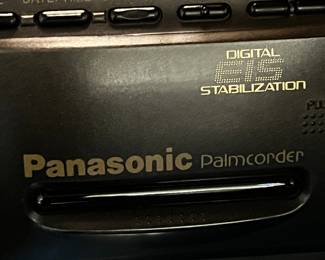 DIGITAL
EIS
STABILIZATION
Panasonic Palmcorder